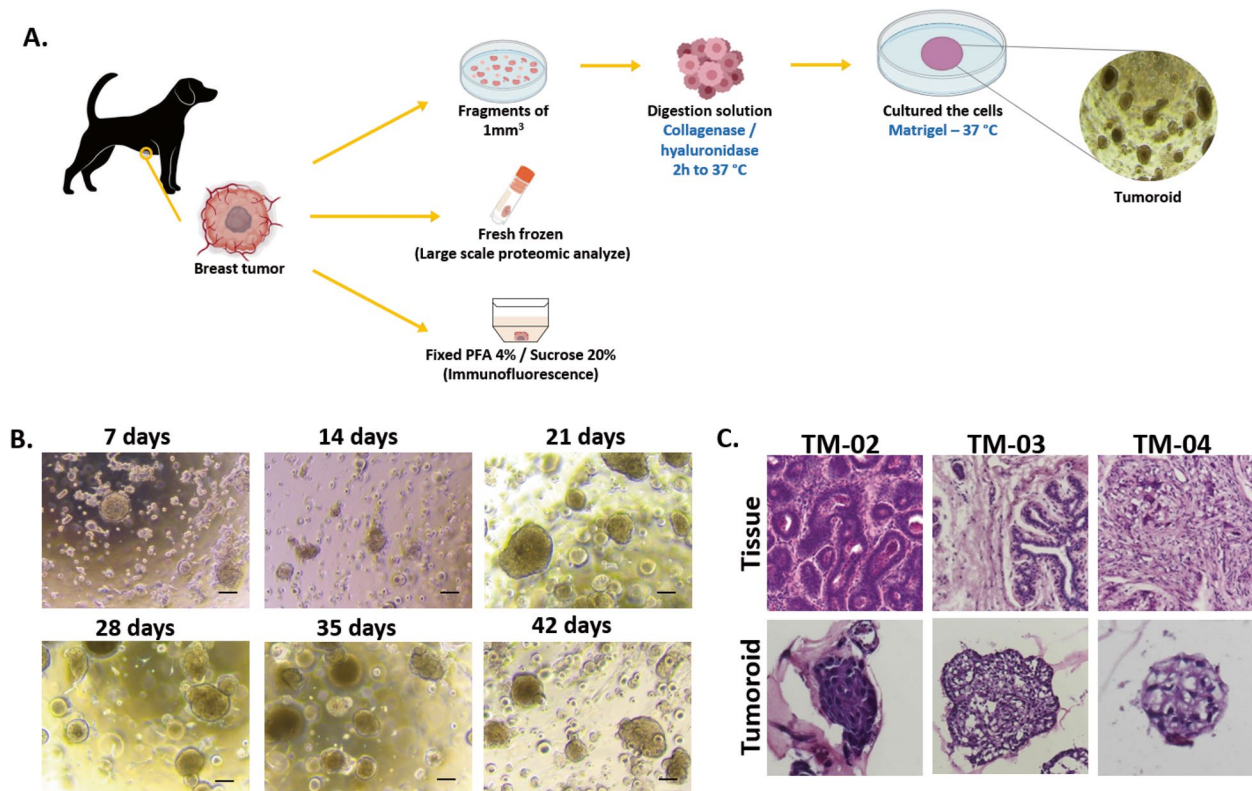 A.
Fragments of
1mm³
Digestion solution
Collagenase /
hyaluronidase
2h to 37 °C
Cultured the cells
Matrigel – 37 °C
Tumoroid
Breast tumor
Fresh frozen
(Large scale proteomic analyze)
Fixed PFA 4% / Sucrose 20%
(Immunofluorescence)
B.
7 days
14 days
21 days
28 days
35 days
42 days
C.
TM-02
TM-03
TM-04
Tissue
Tumoroid